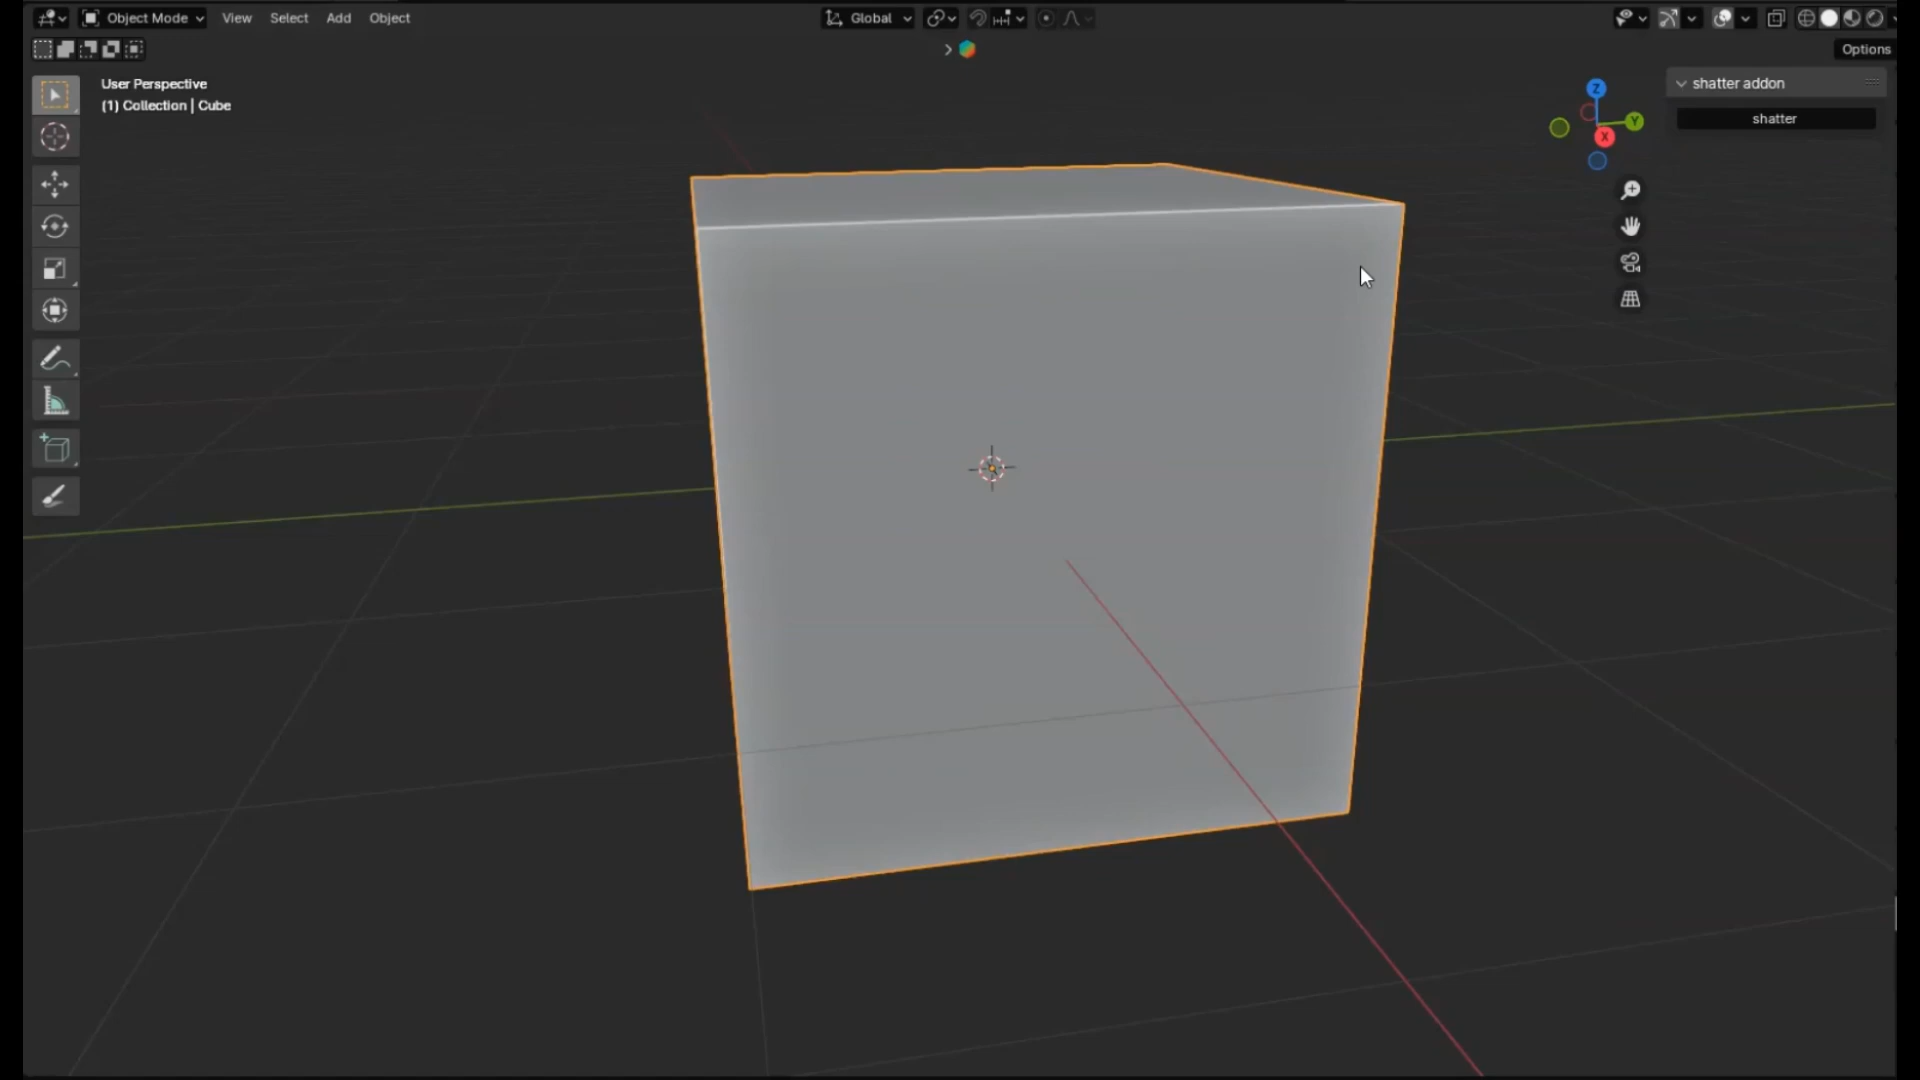 Object Mode View Select Add Object Global
Options
User Perspective
(1) Collection | Cube
shatter addon
shatter
Z
Y
X